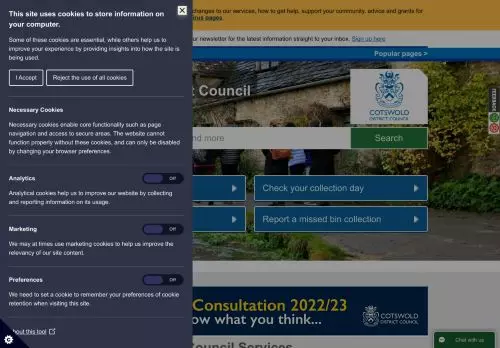 This site uses cookies to store information on
your computer.
Some of these cookies are essential, while others help us to
improve your experience by providing insights into how the site is
being used.
I Accept
Reject the use of all cookies
Necessary Cookies
Necessary cookies enable core functionality such as page
navigation and access to secure areas. The website cannot
function properly without these cookies, and can only be disabled
by changing your browser preferences.
Analytics
Off
Analytical cookies help us to improve our website by collecting
and reporting information on its usage.
Marketing
Off
We may at times use marketing cookies to help us improve the
relevancy of our site content.
Preferences
Off
We need to set a cookie to remember your preferences of cookie
retention when visiting this site.
About this tool
changes to our services, how to get help, support your community, advice and grants for
rus pages.
ur newsletter for the latest information straight to your inbox. Sign up here
Popular pages >
t Council
COTSWOLD
DISTRICT COUNCIL
nd more
Search
Check your collection day
Report a missed bin collection
Consultation 2022/23
ow what you think...
COTSWOLD
DISTRICT COUNCIL
Council Services
FEEDBACK
Chat with us